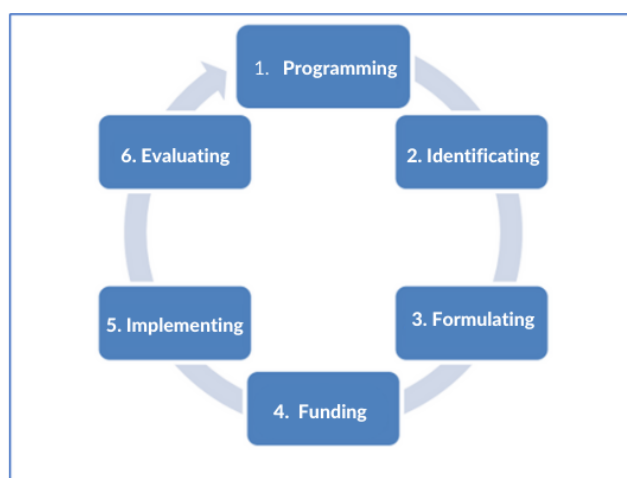 1. Programming
2. Identificating
3. Formulating
4. Funding
5. Implementing
6. Evaluating